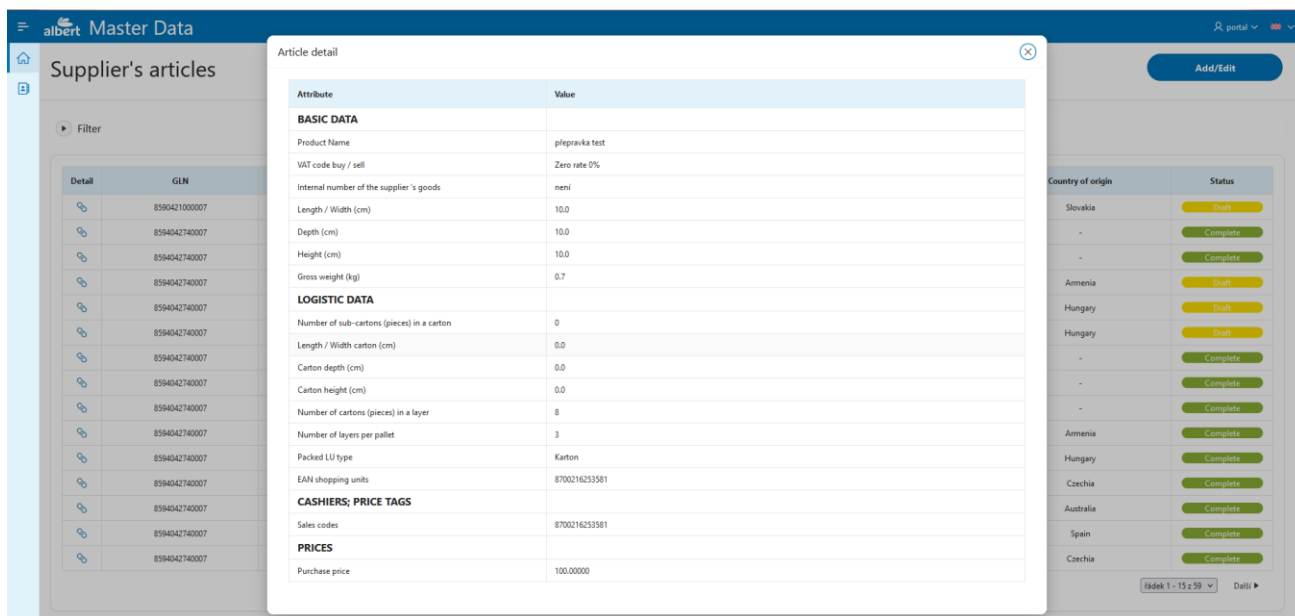 albert Master Data
portal
Supplier's articles
Add/Edit
Filter
Article detail
Attribute Value
BASIC DATA
Product Name přepravka test
VAT code buy / sell Zero rate 0%
Internal number of the supplier 's goods není
Length / Width (cm) 10.0
Depth (cm) 10.0
Height (cm) 10.0
Gross weight (kg) 0.7
LOGISTIC DATA
Number of sub-cartons (pieces) in a carton 0
Length / Width carton (cm) 0.0
Carton depth (cm) 0.0
Carton height (cm) 0.0
Number of cartons (pieces) in a layer 8
Number of layers per pallet 3
Packed LU type Karton
EAN shopping units 8700216253581
CASHIERS; PRICE TAGS
Sales codes 8700216253581
PRICES
Purchase price 100.00000
Detail GLN Country of origin Status
8590421000007 Slovakia Draft
8594042740007 - Complete
8594042740007 - Complete
8594042740007 Armenia Draft
8594042740007 Hungary Draft
8594042740007 Hungary Draft
8594042740007 - Complete
8594042740007 - Complete
8594042740007 - Complete
8594042740007 Armenia Complete
8594042740007 Hungary Complete
8594042740007 Czechia Complete
8594042740007 Australia Complete
8594042740007 Spain Complete
8594042740007 Czechia Complete
řádek 1 - 15 z 59 Další